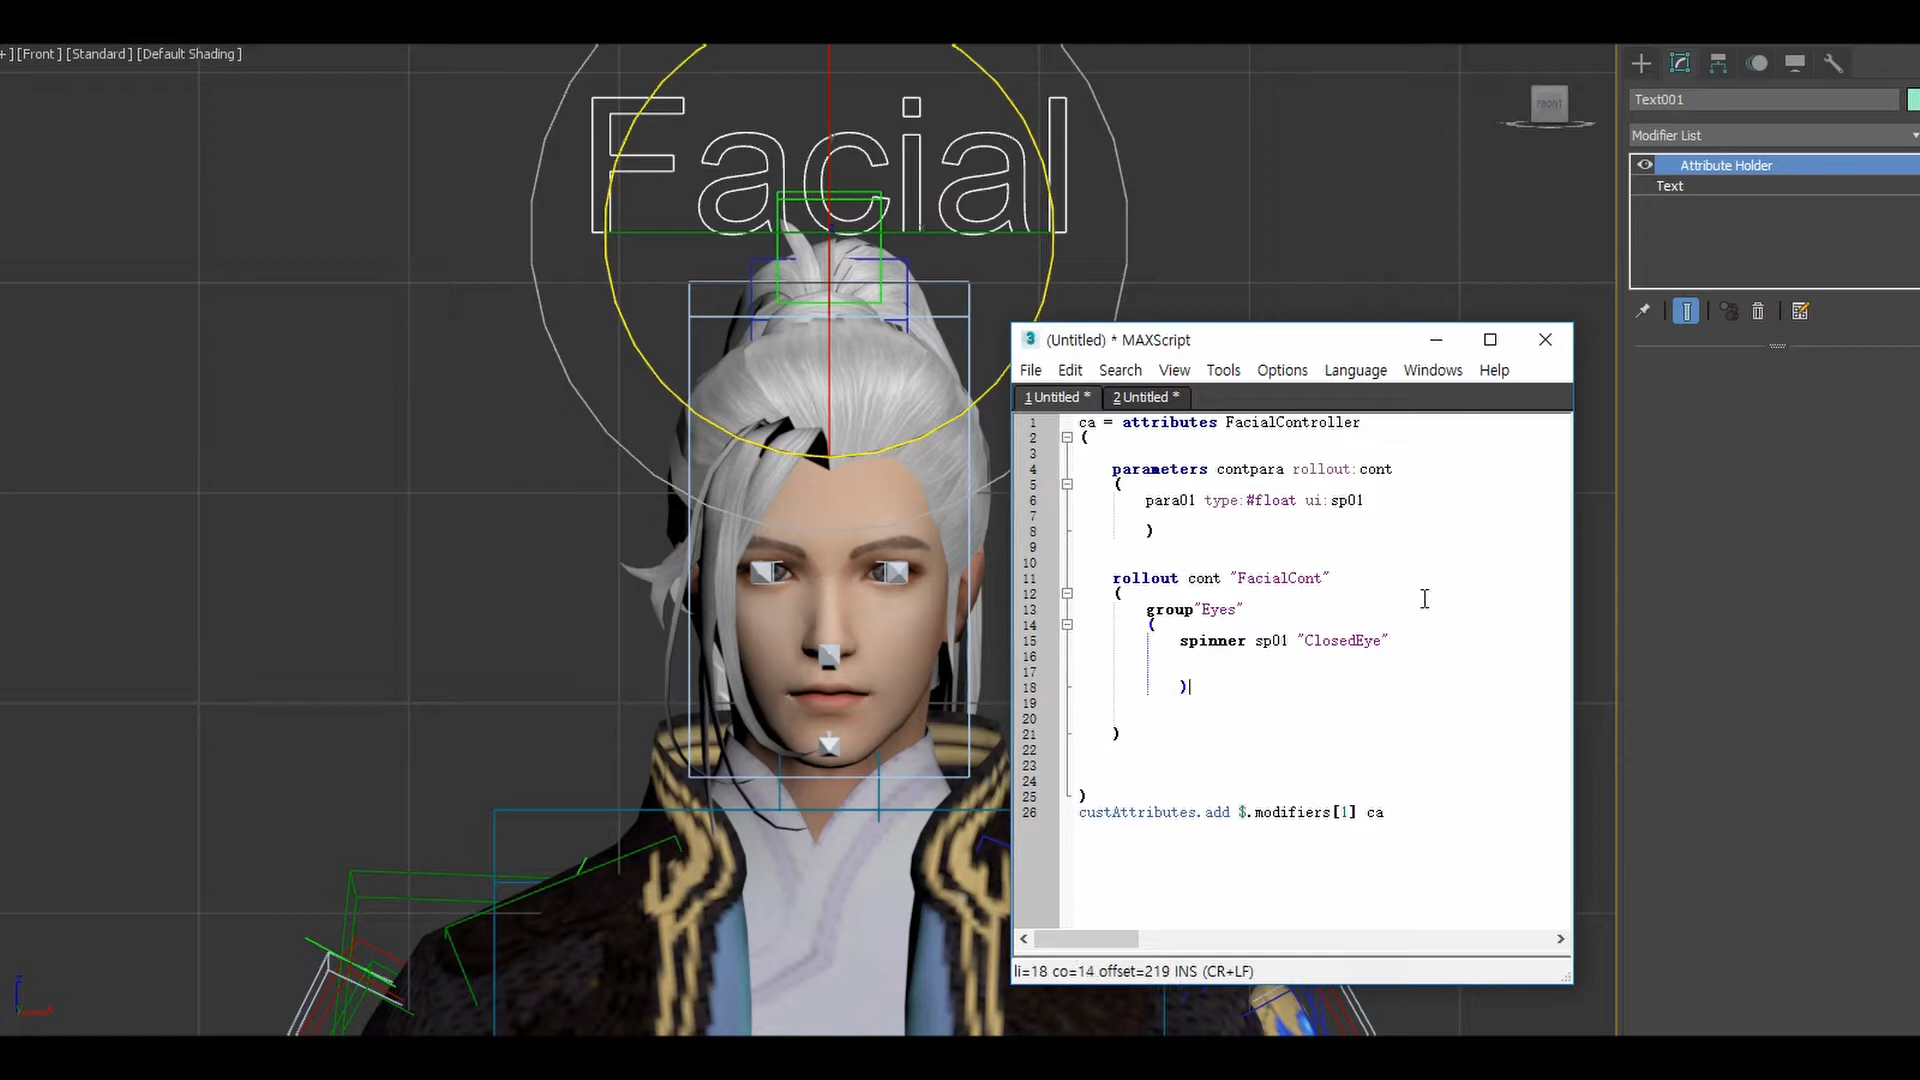 + ] [Front ] [Standard ] [Default Shading ]
Facial
FRONT
Text001
Modifier List
Attribute Holder
Text
3 (Untitled) * MAXScript
File Edit Search View Tools Options Language Windows Help
1 Untitled * 2 Untitled *
1 ca = attributes FacialController
2 (
3
4 parameters contpara rollout:cont
5 (
6 para01 type:#float ui:sp01
7
8 )
9
10
11 rollout cont "FacialCont"
12 (
13 group"Eyes"
14 (
15 spinner sp01 "ClosedEye"
16
17
18 )
19
20
21 )
22
23
24
25 )
26 custAttributes.add $.modifiers[1] ca
li=18 co=14 offset=219 INS (CR+LF)